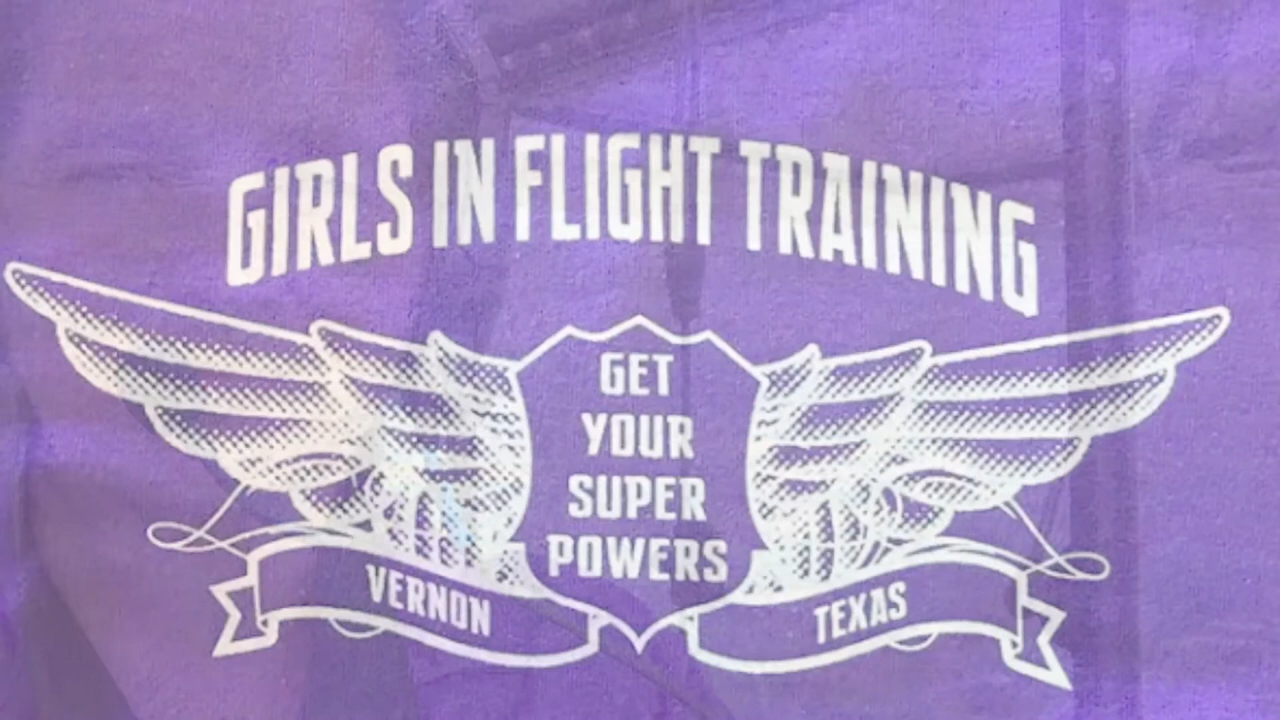 GIRLS IN FLIGHT TRAINING
GET
YOUR
SUPER
POWERS
VERNON
TEXAS